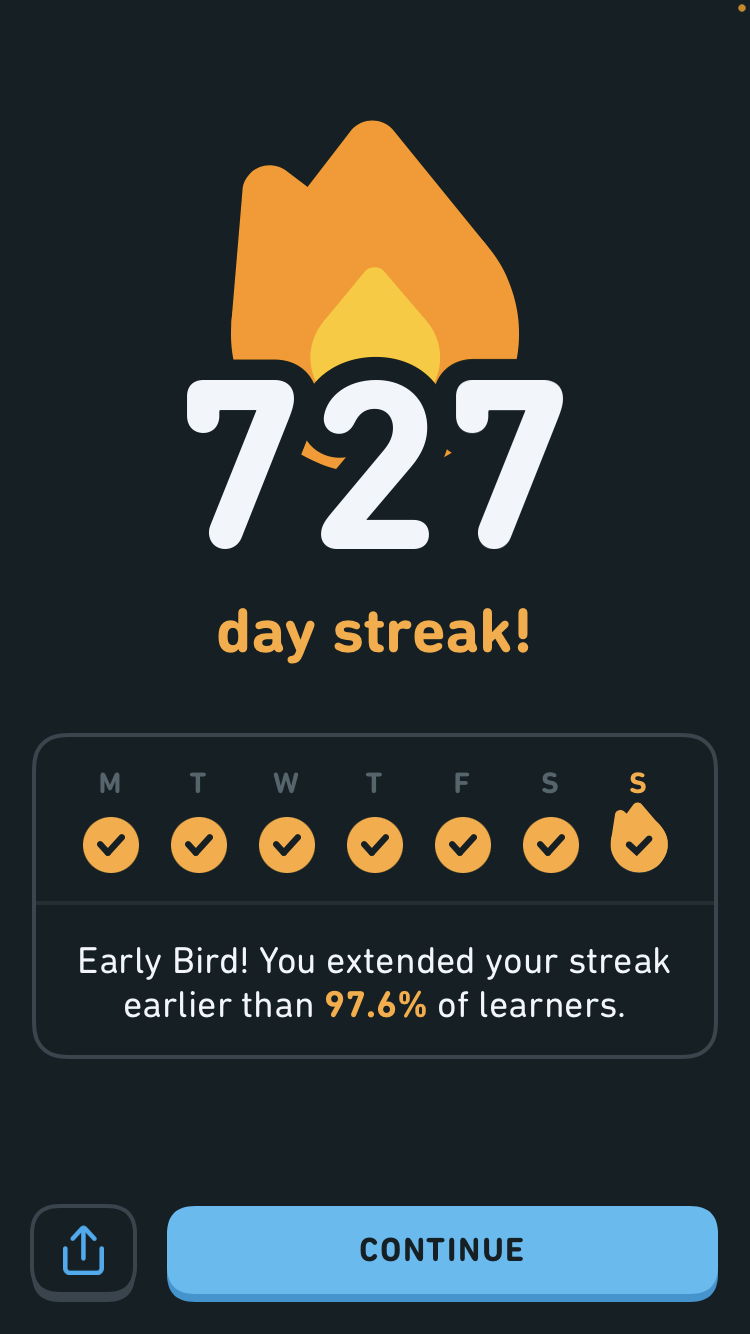 727
day streak!
M T W T F S S
Early Bird! You extended your streak
earlier than 97.6% of learners.
CONTINUE